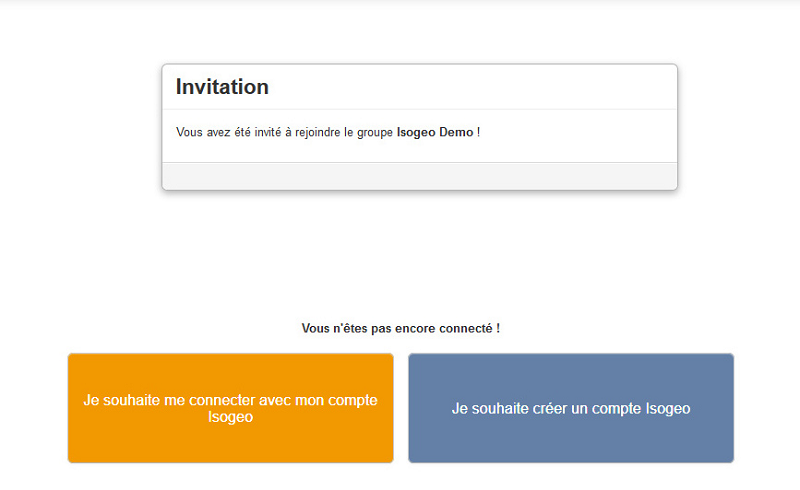 Invitation
Vous avez été invité à rejoindre le groupe Isogeo Demo !
Vous n'êtes pas encore connecté !
Je souhaite me connecter avec mon compte
Isogeo
Je souhaite créer un compte Isogeo